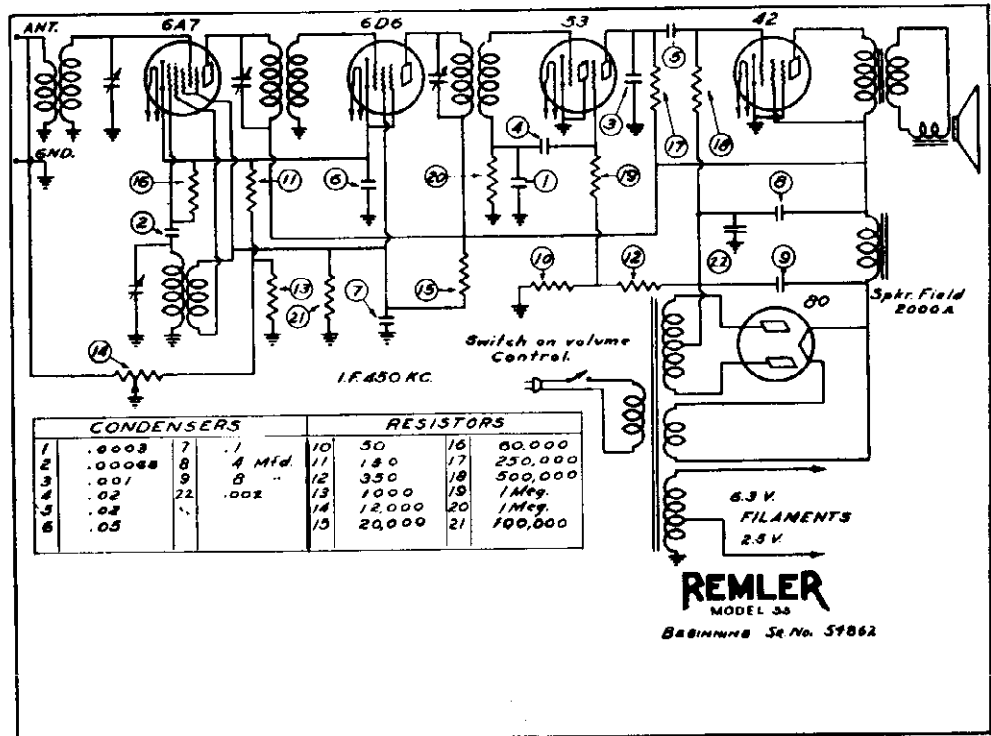 ANT. 6A7 6D6 53 42
GND.
5
4
3
17
18
16
11
6
20
1
19
8
2
10
12
22
9
13
21
7
15
80
Spkr. Field
2000Ω
14
I.F. 450 KC.
Switch on volume
Control.
CONDENSERS RESISTORS
1 .0003 7 .1 10 50 16 60,000
2 8 4 Mfd. 11 17 250,000
3 .001 9 8 " 12 350 18 500,000
4 .02 22 .002 13 1000 19 1 Meg.
5 .02 14 12,000 20 1 Meg.
6 .05 15 20,000 21 100,000
6.3 V.
FILAMENTS
2.5 V.
REMLER
MODEL
BEGINNING Se. No. 54862